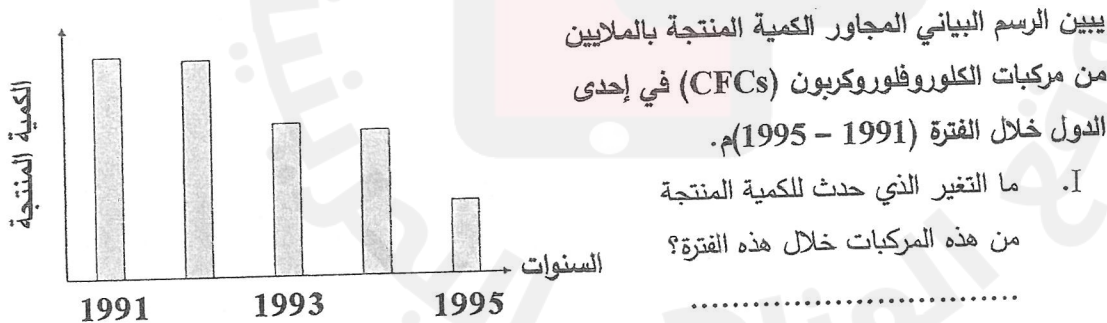 يبين الرسم البياني المجاور الكمية المنتجة بالملايين
من مركبات الكلوروفلوروكربون (CFCs) في إحدى
الدول خلال الفترة (1991 – 1995)م.
I. ما التغير الذي حدث للكمية المنتجة
من هذه المركبات خلال هذه الفترة؟
..................................
الكمية المنتجة
السنوات
1991 1993 1995